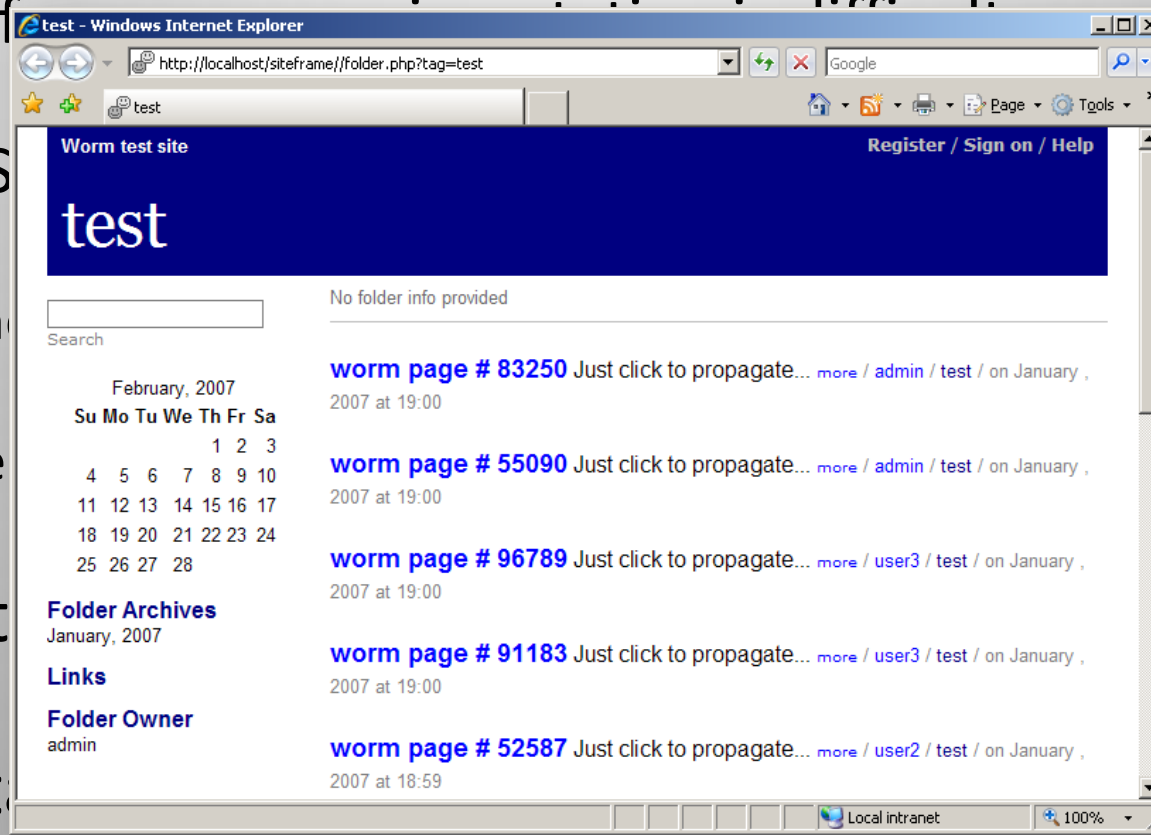 test - Windows Internet Explorer
http://localhost/siteframe//folder.php?tag=test
Google
test
Page
Tools
Worm test site
Register / Sign on / Help
test
No folder info provided
Search
February, 2007
Su Mo Tu We Th Fr Sa
1 2 3
4 5 6 7 8 9 10
11 12 13 14 15 16 17
18 19 20 21 22 23 24
25 26 27 28
Folder Archives
January, 2007
Links
Folder Owner
admin
worm page # 83250 Just click to propagate... more / admin / test / on January ,
2007 at 19:00
worm page # 55090 Just click to propagate... more / admin / test / on January ,
2007 at 19:00
worm page # 96789 Just click to propagate... more / user3 / test / on January ,
2007 at 19:00
worm page # 91183 Just click to propagate... more / user3 / test / on January ,
2007 at 19:00
worm page # 52587 Just click to propagate... more / user2 / test / on January ,
2007 at 18:59
Local intranet
100%